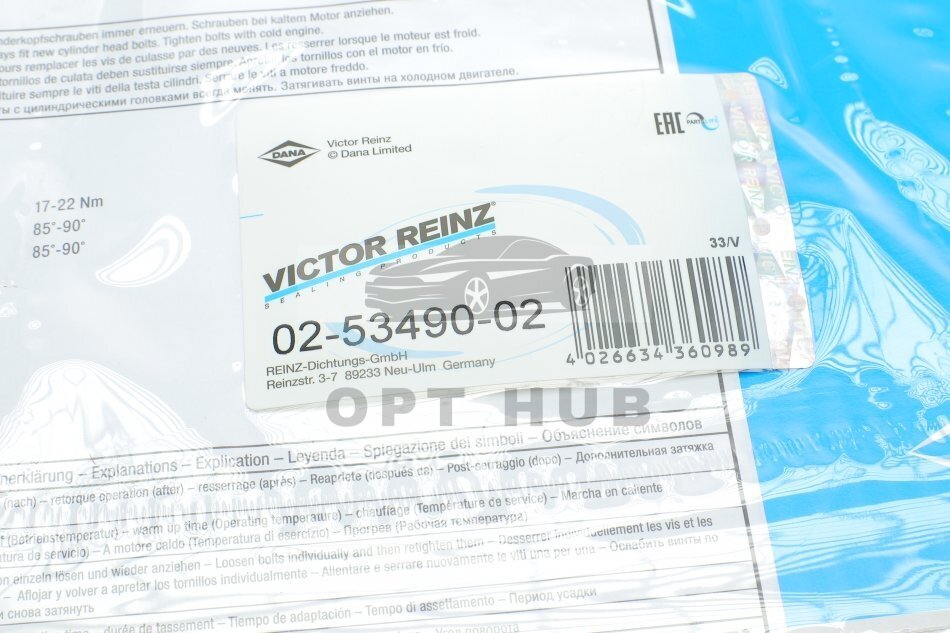 nderkopfschrauben immer erneuern. Schrauben bei kaltem Motor anziehen.
ays fit new cylinder head bolts. Tighten bolts with cold engine.
ours remplacer les vis de culasse par des neuves. Les resserrer lorsque le moteur est froid.
tornillos de culata deben sustituirse siempre. Apretar los tornillos con el motor en frío.
tituire sempre le viti della testa cilindri. Serrare le viti a motore freddo.
ты с цилиндрическими головками всегда менять. Затягивать винты на холодном двигателе.
17-22 Nm
85°-90°
85°-90°
DANA
Victor Reinz
© Dana Limited
EAC
VICTOR REINZ®
SEALING PRODUCTS
33/V
02-53490-02
REINZ-Dichtungs-GmbH
Reinzstr. 3-7 89233 Neu-Ulm Germany
4 026634 360989
OPT HUB
nerklärung – Explanations – Explication – Leyenda – Spiegazione dei simboli – Объяснение символов
(nach) – retorque operation (after) – resserrage (après) – Reapriete (después de) – Post-serraggio (dopo) – Дополнительная затяжка
f (Betriebstemperatur) – warm up time (Operating temperature) – chauffage (Température de service) – Marcha en caliente
atura de servicio) – A motore caldo (Temperatura di esercizio) – Прогрев (Рабочая температура)
en einzeln lösen und wieder anziehen – Loosen bolts individually and then retighten them – Desserrer individuellement les vis et les
– Aflojar y volver a apretar los tornillos individualmente – Allentare e serrare nuovamente le viti una per una – Ослабить винты по
и снова затянуть
time – durée de tassement – Tiempo de adaptación – Tempo di assettamento – Период усадки
Угол поворота